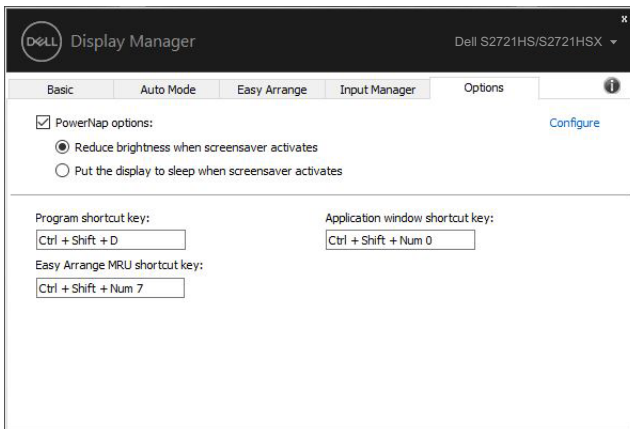 x
DELL Display Manager
Dell S2721HS/S2721HSX
Basic Auto Mode Easy Arrange Input Manager Options i
PowerNap options: Configure
Reduce brightness when screensaver activates
Put the display to sleep when screensaver activates
Program shortcut key: Application window shortcut key:
Ctrl + Shift + D Ctrl + Shift + Num 0
Easy Arrange MRU shortcut key:
Ctrl + Shift + Num 7